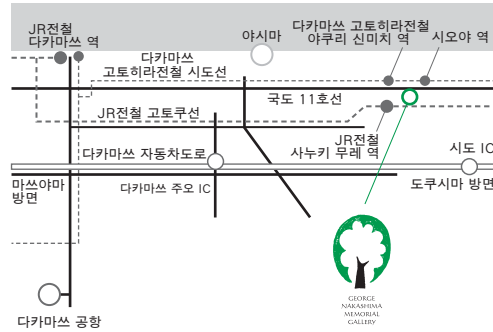 JR전철
다카마쓰 역
다카마쓰
고토히라전철 시도선
야시마
다카마쓰 고토히라전철
야쿠리 신미치 역
시오야 역
국도 11호선
JR전철 고토쿠선
JR전철
사누키 무레 역
다카마쓰 자동차도로
시도 IC
마쓰야마
방면
다카마쓰 주오 IC
도쿠시마 방면
다카마쓰 공항
GEORGE
NAKASHIMA
MEMORIAL
GALLERY